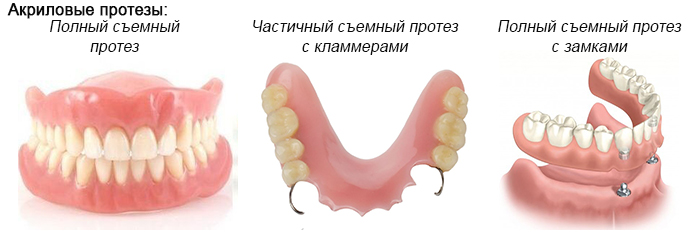 Акриловые протезы:
Полный съемный
протез
Частичный съемный протез
с кламмерами
Полный съемный протез
с замками